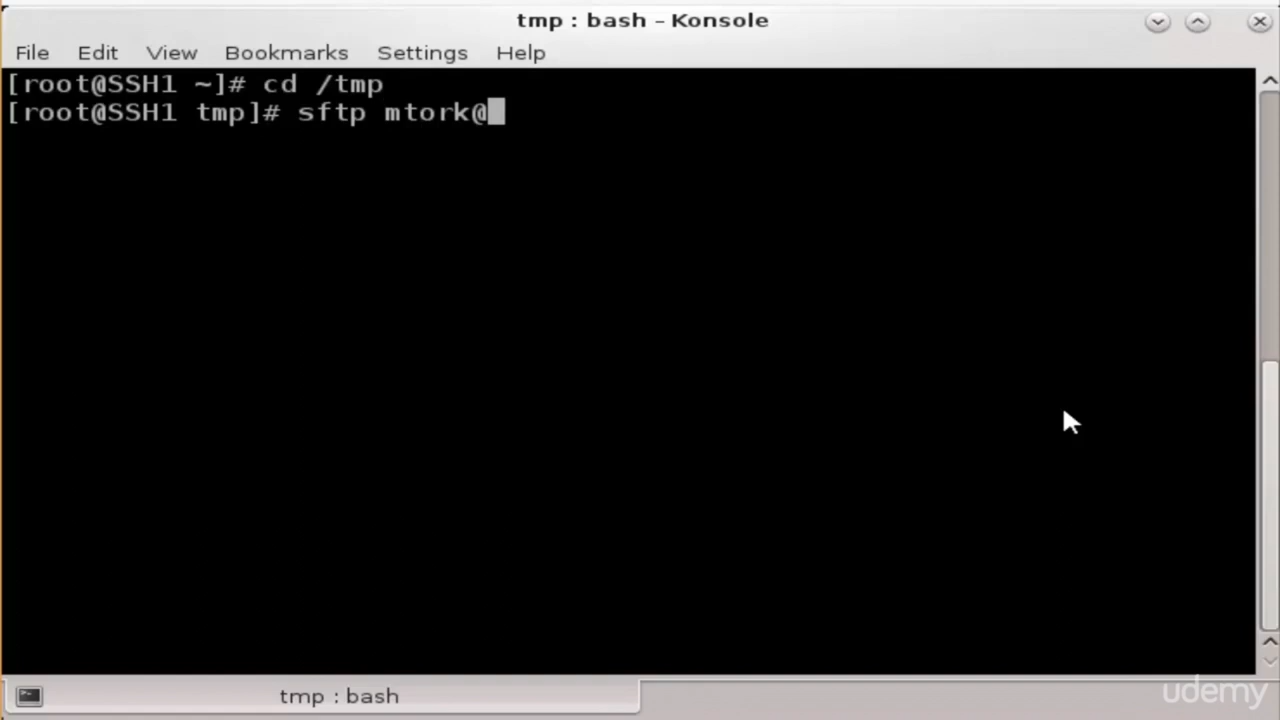 tmp : bash – Konsole
File Edit View Bookmarks Settings Help
[root@SSH1 ~]# cd /tmp
[root@SSH1 tmp]# sftp mtork@
tmp : bash
udemy